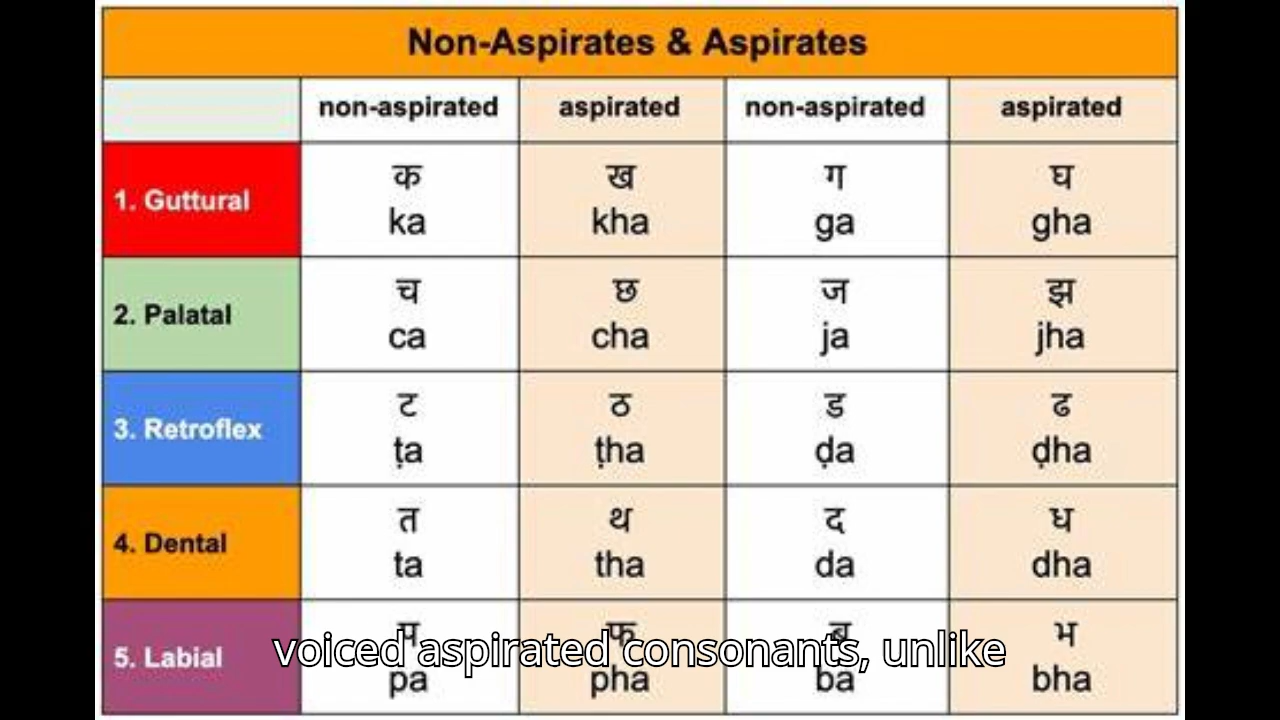 Non-Aspirates & Aspirates
non-aspirated aspirated non-aspirated aspirated
1. Guttural
क ख ग घ
ka kha ga gha
2. Palatal
च छ ज झ
ca cha ja jha
3. Retroflex
ट ठ ड ढ
ṭa ṭha ḍa ḍha
4. Dental
त थ द ध
ta tha da dha
5. Labial
प फ ब भ
voiced aspirated consonants, unlike
pa pha ba bha